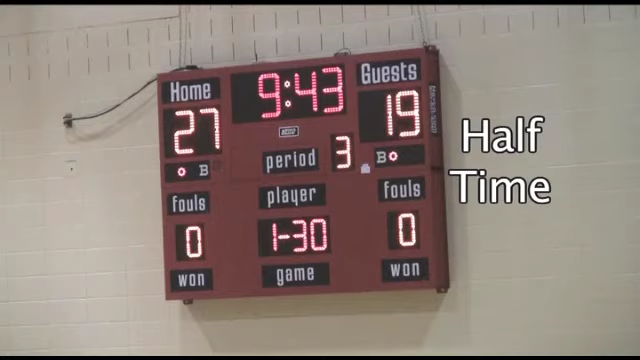 Home 9:43 Guests
27 19
period 3
B B
fouls player fouls
0 1-30 0
won game won
Half
Time